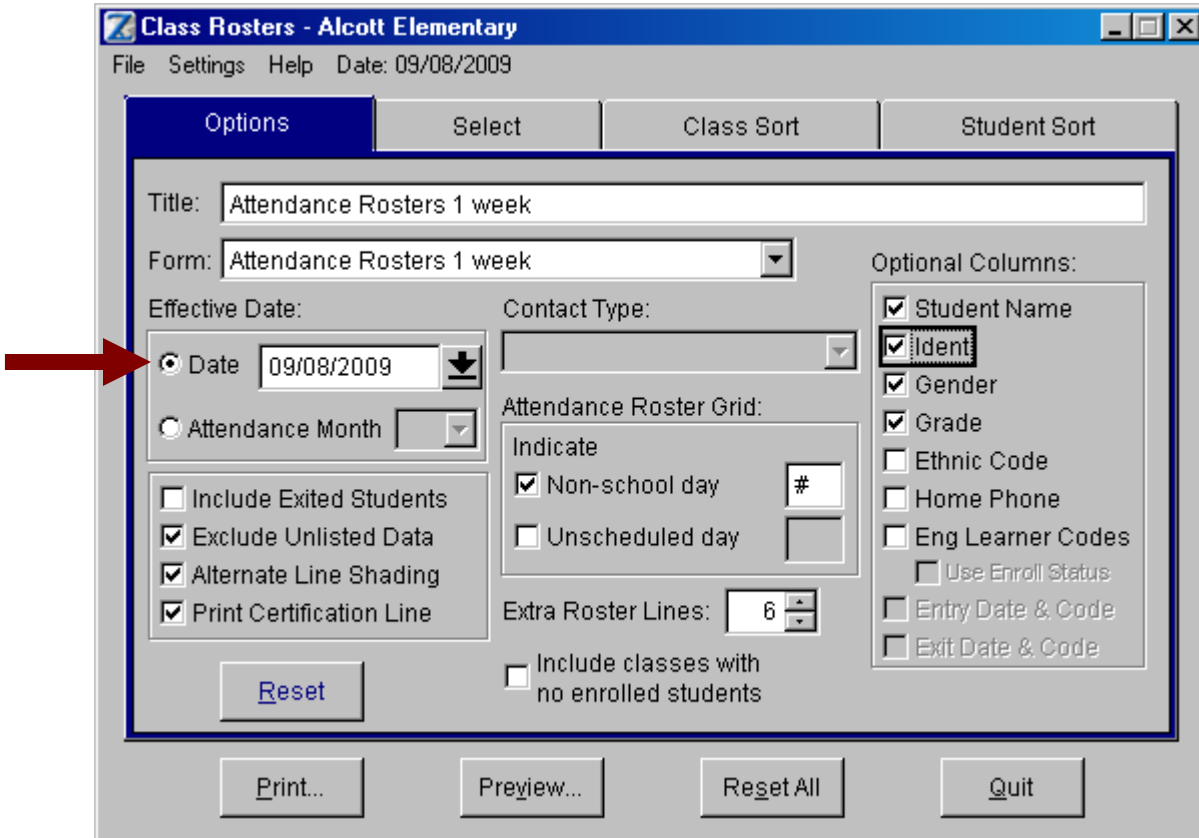 Class Rosters - Alcott Elementary
File Settings Help Date: 09/08/2009
Options Select Class Sort Student Sort
Title: Attendance Rosters 1 week
Form: Attendance Rosters 1 week
Optional Columns:
Effective Date:
Date 09/08/2009
Attendance Month
Include Exited Students
Exclude Unlisted Data
Alternate Line Shading
Print Certification Line
Reset
Contact Type:
Attendance Roster Grid:
Indicate
Non-school day #
Unscheduled day
Extra Roster Lines: 6
Include classes with
no enrolled students
Student Name
Ident
Gender
Grade
Ethnic Code
Home Phone
Eng Learner Codes
Use Enroll Status
Entry Date & Code
Exit Date & Code
Print... Preview... Reset All Quit